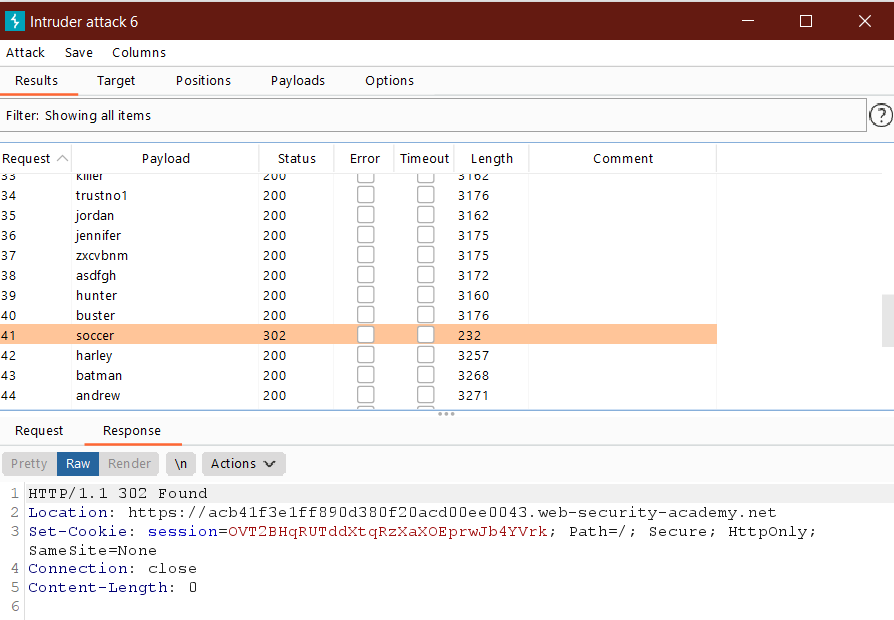 Intruder attack 6
Attack Save Columns
Results Target Positions Payloads Options
Filter: Showing all items
?
Request Payload Status Error Timeout Length Comment
33 killer 200 3162
34 trustno1 200 3176
35 jordan 200 3162
36 jennifer 200 3175
37 zxcvbnm 200 3175
38 asdfgh 200 3172
39 hunter 200 3160
40 buster 200 3176
41 soccer 302 232
42 harley 200 3257
43 batman 200 3268
44 andrew 200 3271
Request Response
Pretty Raw Render \n Actions
1 HTTP/1.1 302 Found
2 Location: https://acb41f3e1ff890d380f20acd00ee0043.web-security-academy.net
3 Set-Cookie: session=OVT2BHqRUTddXtqRzXaXOEprwJb4YVrk; Path=/; Secure; HttpOnly;
SameSite=None
4 Connection: close
5 Content-Length: 0
6